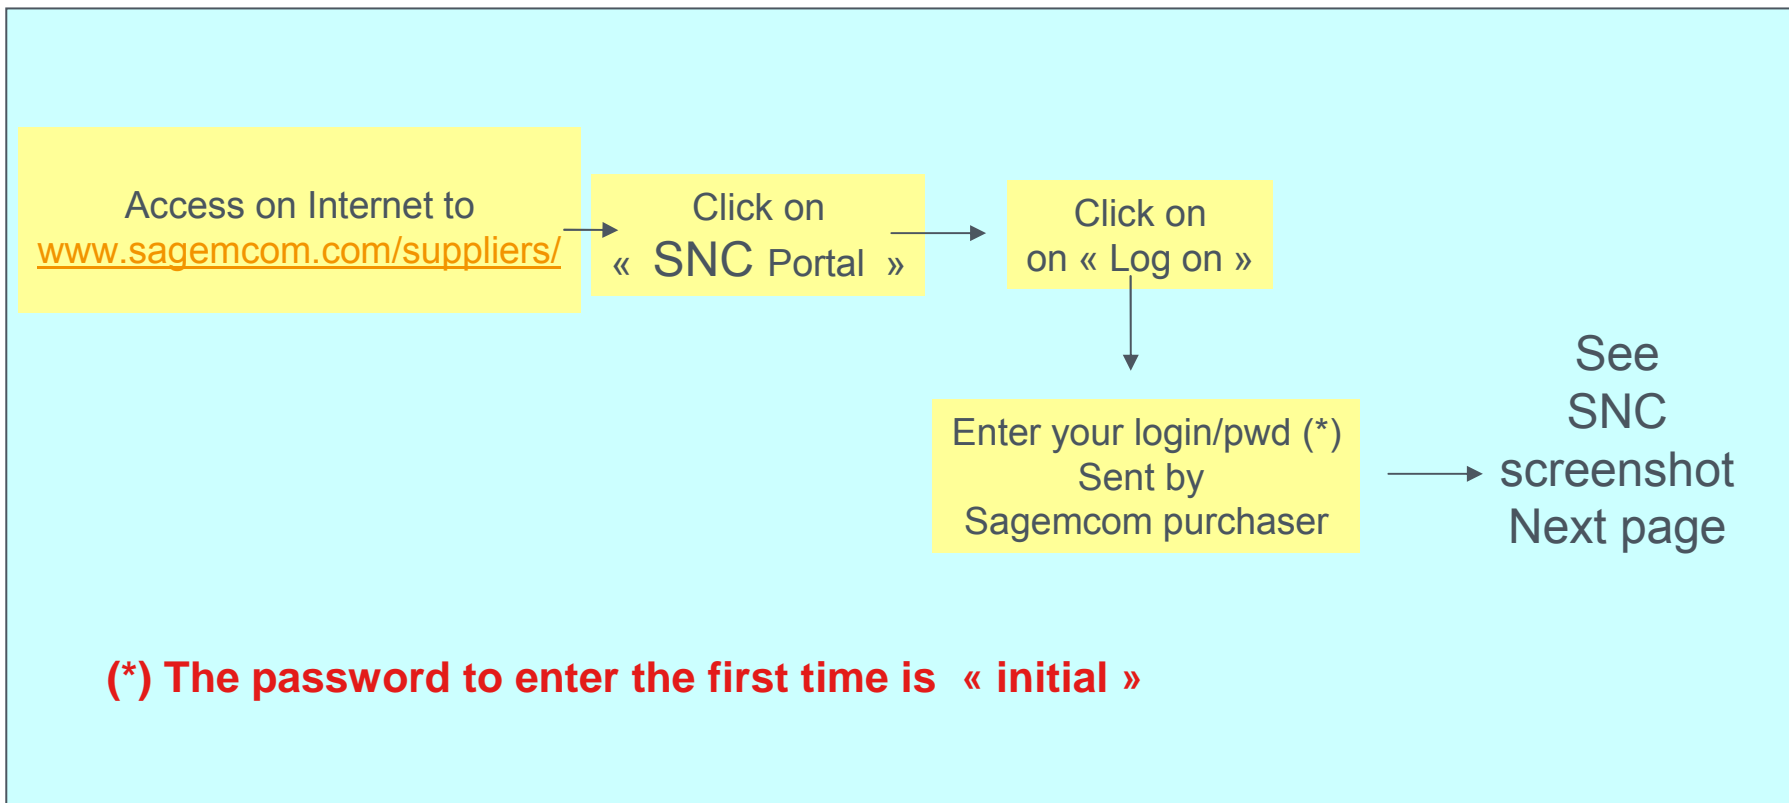 Access on Internet to
www.sagemcom.com/suppliers/
Click on
« SNC Portal »
Click on
on « Log on »
Enter your login/pwd (*)
Sent by
Sagemcom purchaser
See
SNC
screenshot
Next page
(*) The password to enter the first time is « initial »